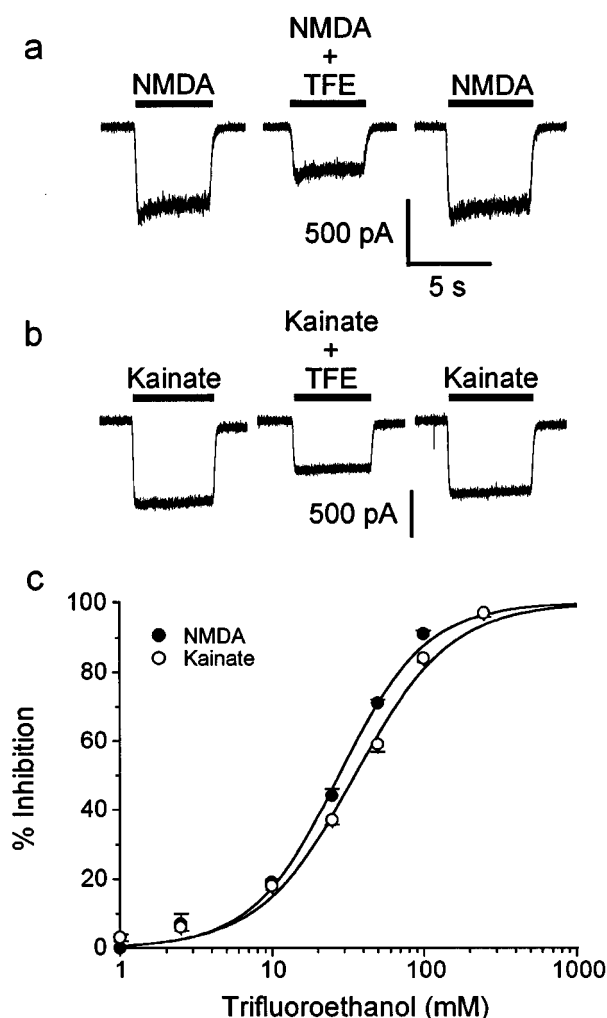 a
NMDA
NMDA
+
TFE
NMDA
500 pA
5 s
b
Kainate
Kainate
+
TFE
Kainate
500 pA
c
100
80
60
40
20
0
% Inhibition
NMDA
Kainate
1
10
100
1000
Trifluoroethanol (mM)